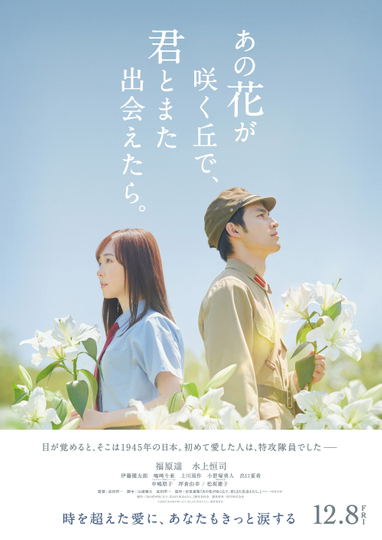 あの花が
咲く丘で、
君とまた
出会えたら。
目が覚めると、そこは1945年の日本。初めて愛した人は、特攻隊員でした──
福原遥 水上恒司
伊藤健太郎 嶋﨑斗亜 上川周作 小野塚勇人 出口夏希
中嶋朋子 坪倉由幸 / 松坂慶子
時を超えた愛に、あなたもきっと涙する
12.8 FRI